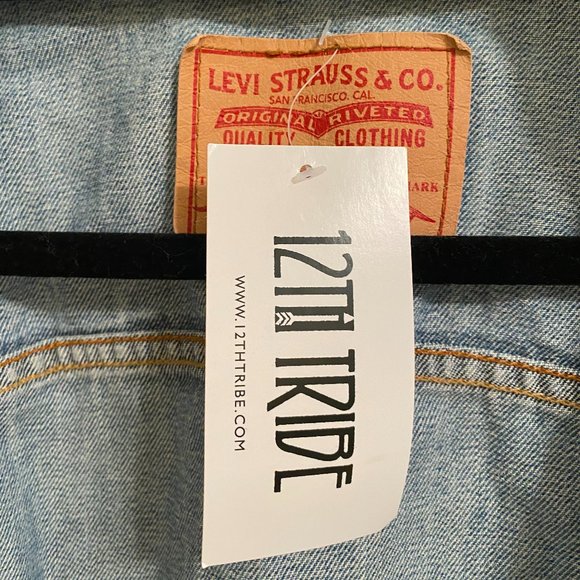 LEVI STRAUSS & CO.
SAN FRANCISCO. CAL.
ORIGINAL RIVETED
QUALITY CLOTHING
12TH TRIBE
WWW.12THTRIBE.COM